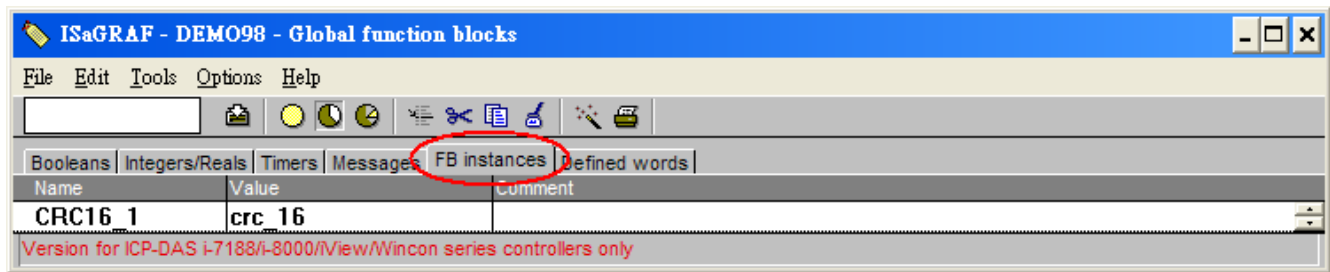 ISaGRAF - DEMO98 - Global function blocks
File Edit Tools Options Help
Booleans Integers/Reals Timers Messages FB instances Defined words
Name Value Comment
CRC16_1 crc_16
Version for ICP-DAS i-7188/i-8000/iView/Wincon series controllers only